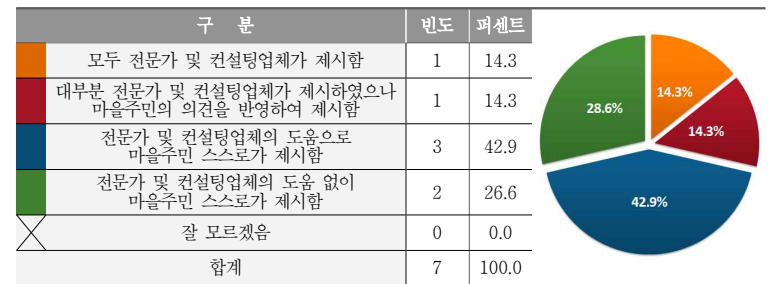 구 분 빈도 퍼센트
모두 전문가 및 컨설팅업체가 제시함 1 14.3
대부분 전문가 및 컨설팅업체가 제시하였으나
마을주민의 의견을 반영하여 제시함 1 14.3
전문가 및 컨설팅업체의 도움으로
마을주민 스스로가 제시함 3 42.9
전문가 및 컨설팅업체의 도움 없이
마을주민 스스로가 제시함 2 26.6
잘 모르겠음 0 0.0
합계 7 100.0
14.3%
28.6%
14.3%
42.9%